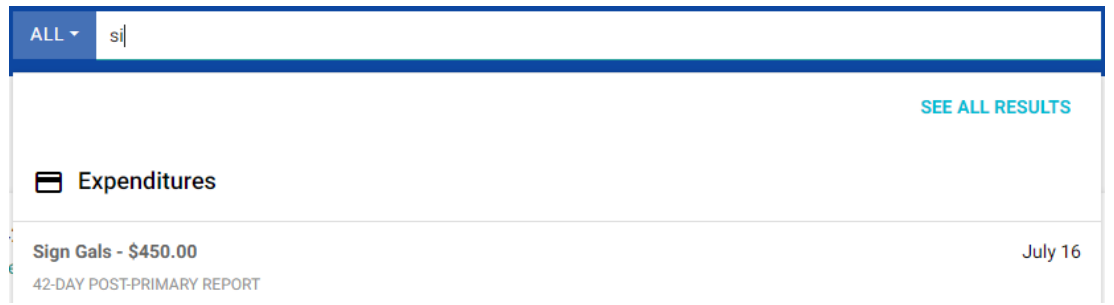 ALL si
SEE ALL RESULTS
Expenditures
Sign Gals - $450.00 July 16
42-DAY POST-PRIMARY REPORT